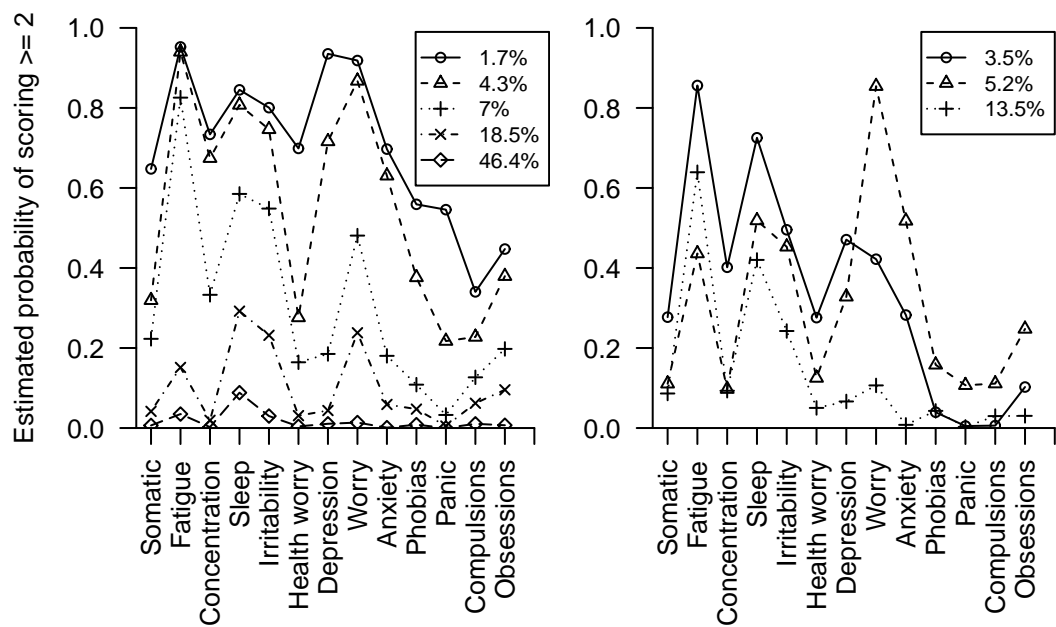 Estimated probability of scoring >= 2
1.0
0.8
0.6
0.4
0.2
0.0
1.7%
4.3%
7%
18.5%
46.4%
Somatic
Fatigue
Concentration
Sleep
Irritability
Health worry
Depression
Worry
Anxiety
Phobias
Panic
Compulsions
Obsessions
1.0
0.8
0.6
0.4
0.2
0.0
3.5%
5.2%
13.5%
Somatic
Fatigue
Concentration
Sleep
Irritability
Health worry
Depression
Worry
Anxiety
Phobias
Panic
Compulsions
Obsessions